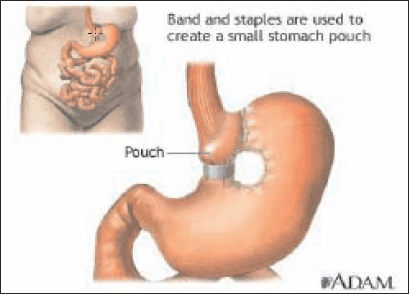 Band and staples are used to
create a small stomach pouch
Pouch
ADAM.